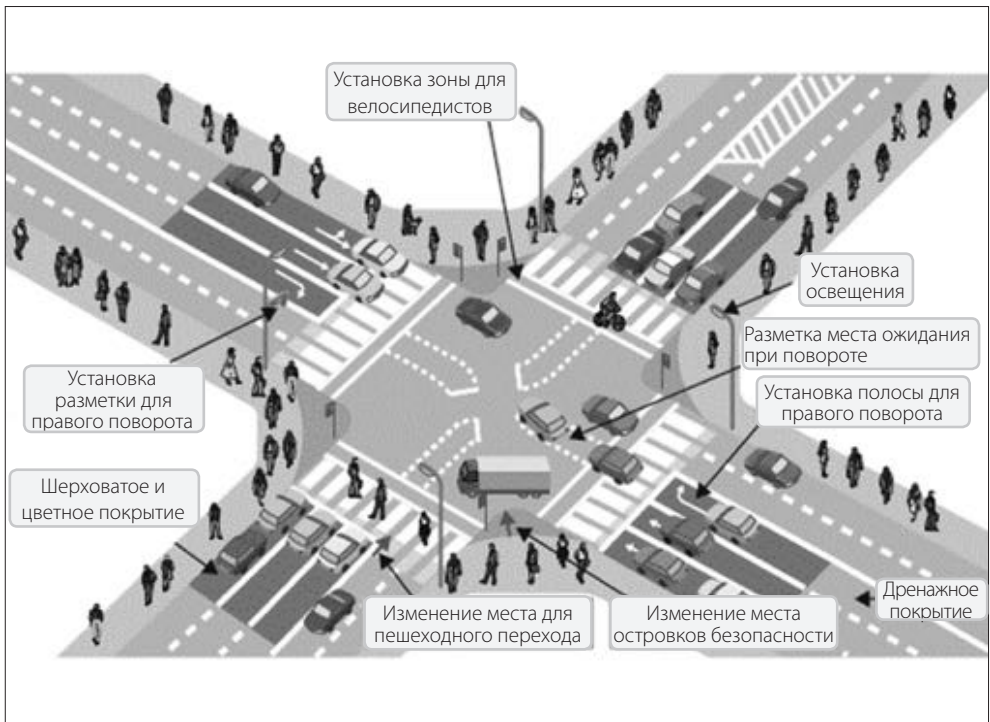 Установка зоны для
велосипедистов
Установка
освещения
Разметка места ожидания
при повороте
Установка
разметки для
правого поворота
Установка полосы для
правого поворота
Шерховатое и
цветное покрытие
Дренажное
покрытие
Изменение места для
пешеходного перехода
Изменение места
островков безопасности